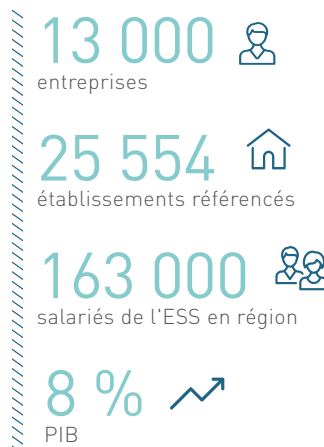 13 000
entreprises
25 554
établissements référencés
163 000
salariés de l'ESS en région
8 %
PIB